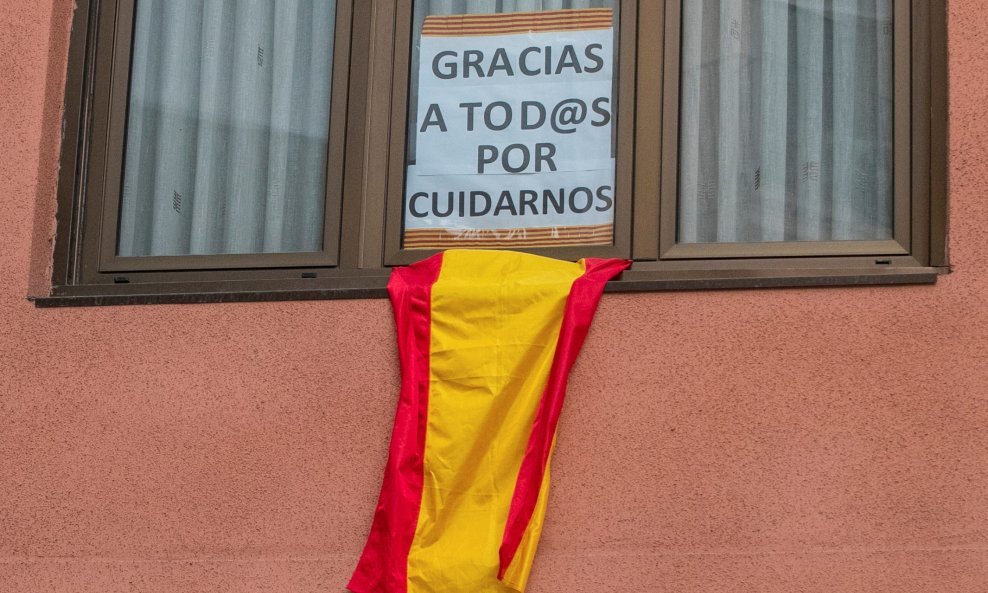 GRACIAS
A TOD@S
POR
CUIDARNOS